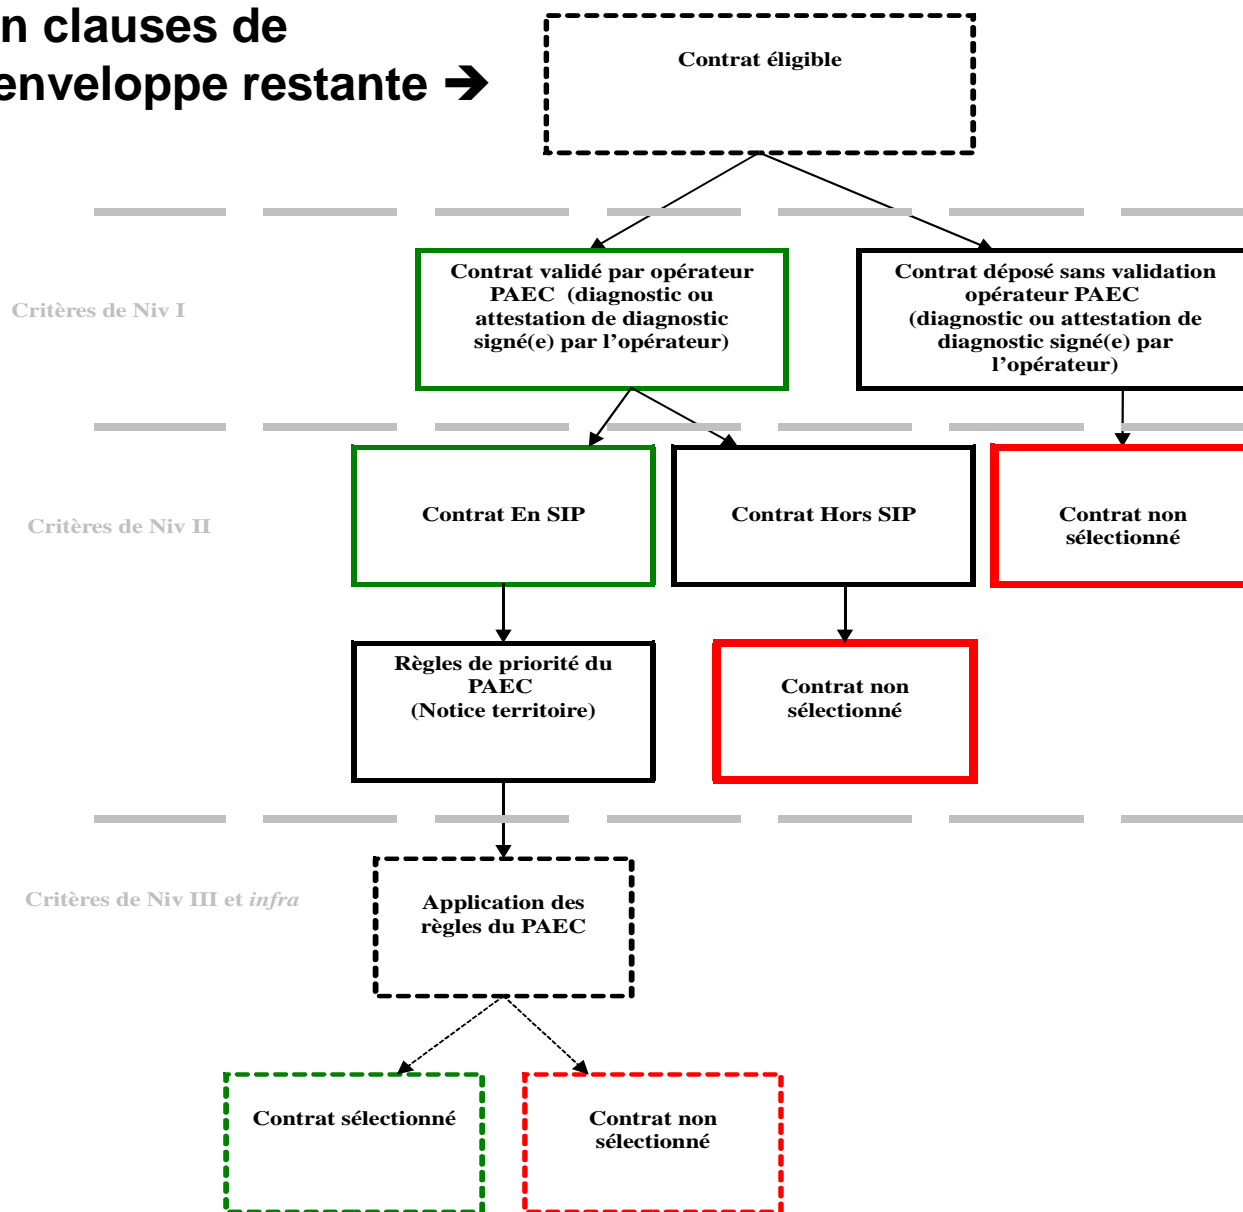 n clauses de
enveloppe restante ➔
Contrat éligible
Critères de Niv I
Contrat validé par opérateur
PAEC (diagnostic ou
attestation de diagnostic
signé(e) par l’opérateur)
Contrat déposé sans validation
opérateur PAEC
(diagnostic ou attestation de
diagnostic signé(e) par
l’opérateur)
Critères de Niv II
Contrat En SIP
Contrat Hors SIP
Contrat non
sélectionné
Règles de priorité du
PAEC
(Notice territoire)
Contrat non
sélectionné
Critères de Niv III et infra
Application des
règles du PAEC
Contrat sélectionné
Contrat non
sélectionné